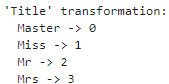 'Title' transformation:
Master -> 0
Miss -> 1
Mr -> 2
Mrs -> 3